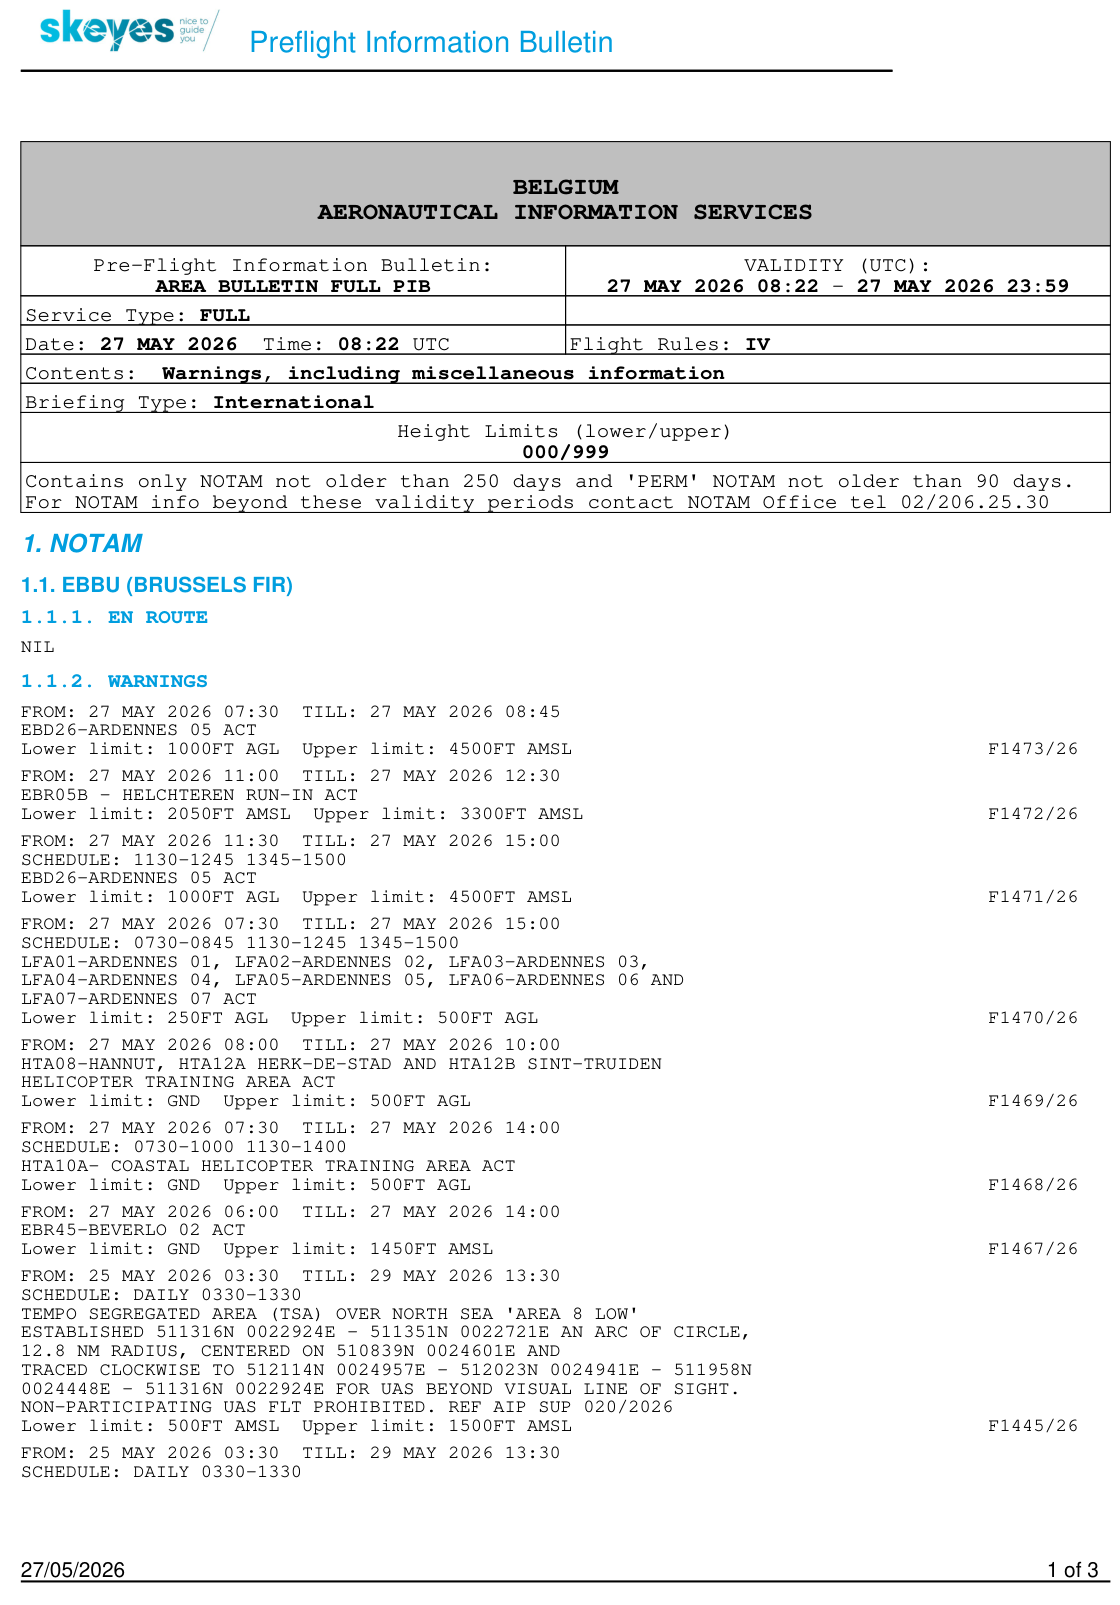 skeyes nice to guide you
Preflight Information Bulletin
BELGIUM
AERONAUTICAL INFORMATION SERVICES
Pre-Flight Information Bulletin:
AREA BULLETIN FULL PIB
VALIDITY (UTC):
27 MAY 2026 08:22 - 27 MAY 2026 23:59
Service Type: FULL
Date: 27 MAY 2026  Time: 08:22 UTC
Flight Rules: IV
Contents:  Warnings, including miscellaneous information
Briefing Type: International
Height Limits (lower/upper)
000/999
Contains only NOTAM not older than 250 days and 'PERM' NOTAM not older than 90 days.
For NOTAM info beyond these validity periods contact NOTAM Office tel 02/206.25.30
1. NOTAM
1.1. EBBU (BRUSSELS FIR)
1.1.1. EN ROUTE
NIL
1.1.2. WARNINGS
FROM: 27 MAY 2026 07:30  TILL: 27 MAY 2026 08:45
EBD26-ARDENNES 05 ACT
Lower limit: 1000FT AGL  Upper limit: 4500FT AMSL F1473/26
FROM: 27 MAY 2026 11:00  TILL: 27 MAY 2026 12:30
EBR05B - HELCHTEREN RUN-IN ACT
Lower limit: 2050FT AMSL  Upper limit: 3300FT AMSL F1472/26
FROM: 27 MAY 2026 11:30  TILL: 27 MAY 2026 15:00
SCHEDULE: 1130-1245 1345-1500
EBD26-ARDENNES 05 ACT
Lower limit: 1000FT AGL  Upper limit: 4500FT AMSL F1471/26
FROM: 27 MAY 2026 07:30  TILL: 27 MAY 2026 15:00
SCHEDULE: 0730-0845 1130-1245 1345-1500
LFA01-ARDENNES 01, LFA02-ARDENNES 02, LFA03-ARDENNES 03,
LFA04-ARDENNES 04, LFA05-ARDENNES 05, LFA06-ARDENNES 06 AND
LFA07-ARDENNES 07 ACT
Lower limit: 250FT AGL  Upper limit: 500FT AGL F1470/26
FROM: 27 MAY 2026 08:00  TILL: 27 MAY 2026 10:00
HTA08-HANNUT, HTA12A HERK-DE-STAD AND HTA12B SINT-TRUIDEN
HELICOPTER TRAINING AREA ACT
Lower limit: GND  Upper limit: 500FT AGL F1469/26
FROM: 27 MAY 2026 07:30  TILL: 27 MAY 2026 14:00
SCHEDULE: 0730-1000 1130-1400
HTA10A- COASTAL HELICOPTER TRAINING AREA ACT
Lower limit: GND  Upper limit: 500FT AGL F1468/26
FROM: 27 MAY 2026 06:00  TILL: 27 MAY 2026 14:00
EBR45-BEVERLO 02 ACT
Lower limit: GND  Upper limit: 1450FT AMSL F1467/26
FROM: 25 MAY 2026 03:30  TILL: 29 MAY 2026 13:30
SCHEDULE: DAILY 0330-1330
TEMPO SEGREGATED AREA (TSA) OVER NORTH SEA 'AREA 8 LOW'
ESTABLISHED 511316N 0022924E - 511351N 0022721E AN ARC OF CIRCLE,
12.8 NM RADIUS, CENTERED ON 510839N 0024601E AND
TRACED CLOCKWISE TO 512114N 0024957E - 512023N 0024941E - 511958N
0024448E - 511316N 0022924E FOR UAS BEYOND VISUAL LINE OF SIGHT.
NON-PARTICIPATING UAS FLT PROHIBITED. REF AIP SUP 020/2026
Lower limit: 500FT AMSL  Upper limit: 1500FT AMSL F1445/26
FROM: 25 MAY 2026 03:30  TILL: 29 MAY 2026 13:30
SCHEDULE: DAILY 0330-1330
27/05/2026 1 of 3